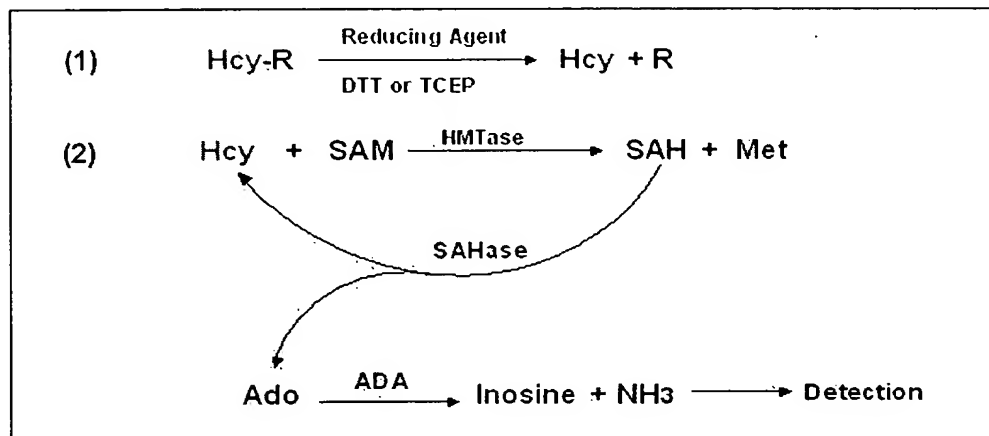 Reducing Agent
(1) Hcy-R Hcy + R
DTT or TCEP
HMTase
(2) Hcy + SAM SAH + Met
SAHase
ADA
Ado Inosine + NH3 Detection